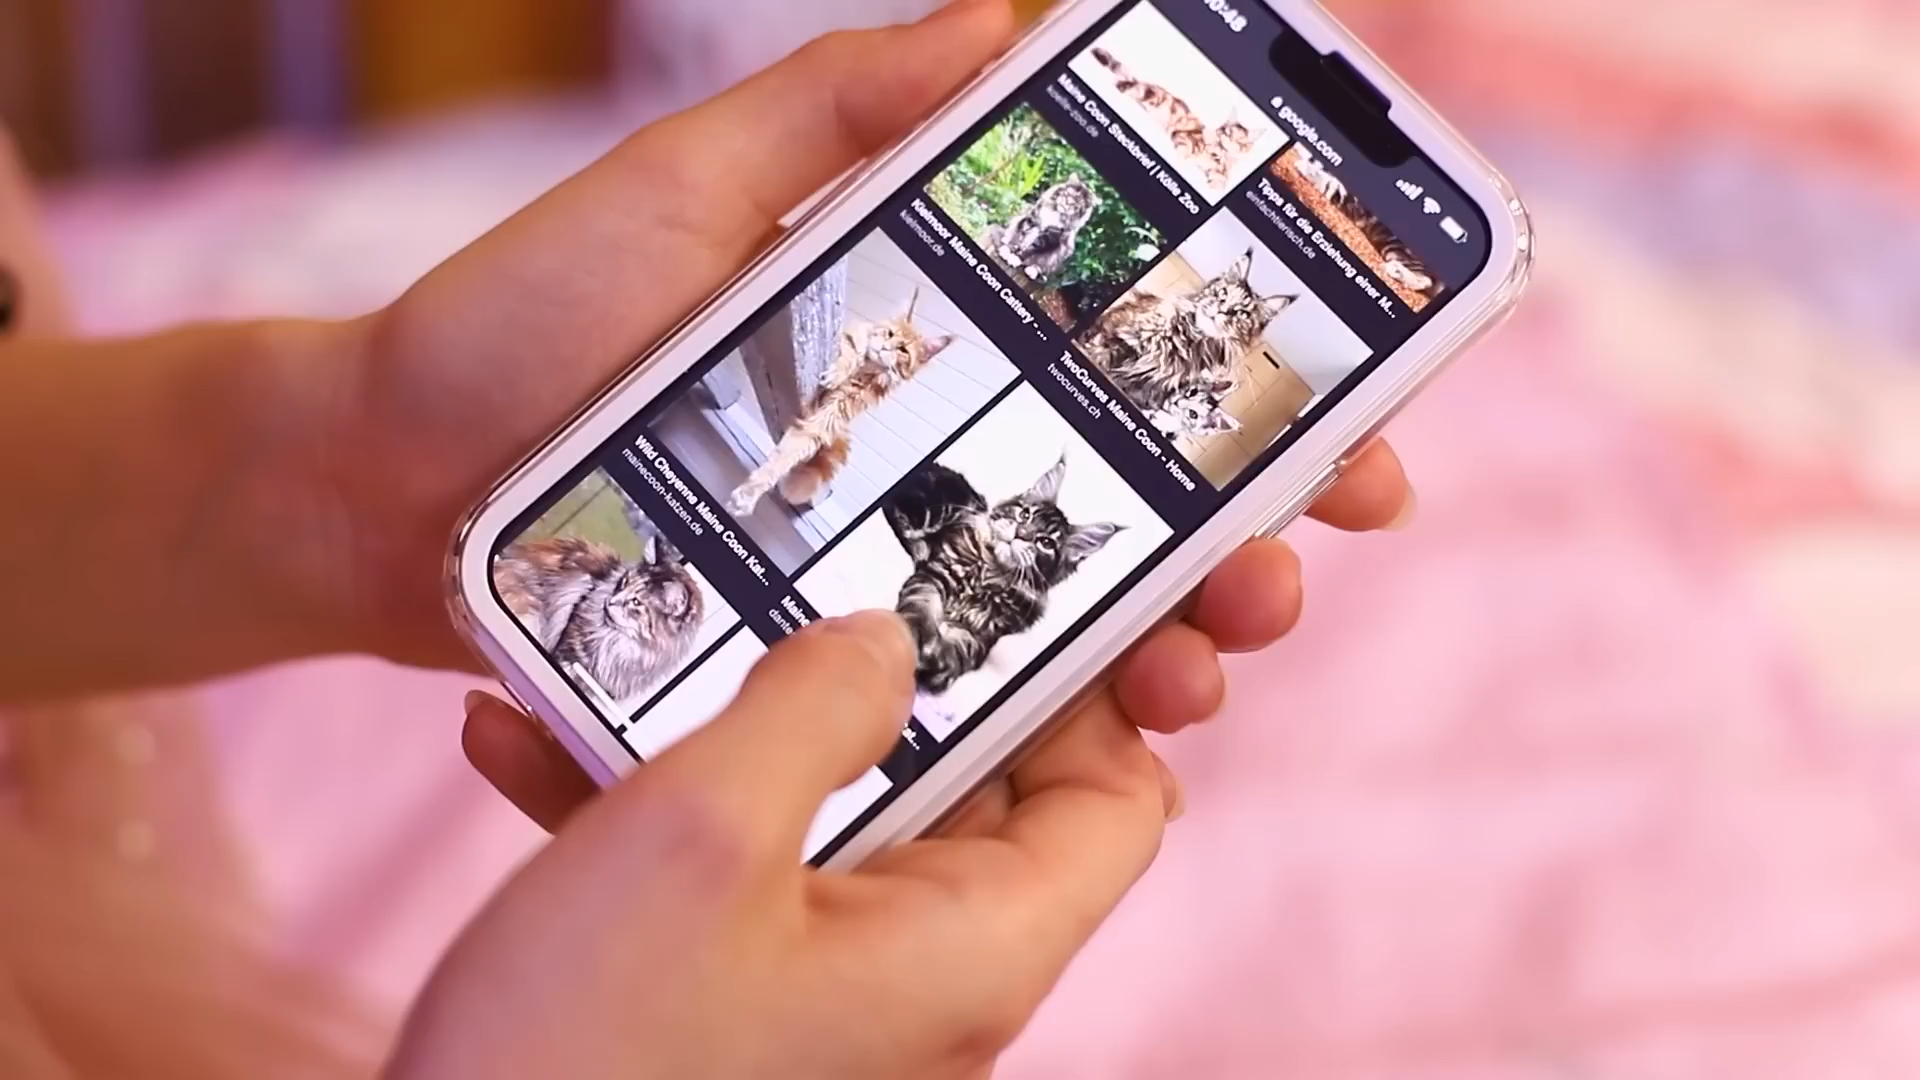 google.com
Maine Coon Steckbrief | Kölle Zoo
koelle-zoo.de
Tipps für die Erziehung einer M...
einfachtierisch.de
Kielmoor Maine Coon Cattery - ...
kielmoor.de
TwoCurves Maine Coon - Home
twocurves.ch
Wild Cheyenne Maine Coon Kat...
mainecoon-katzen.de